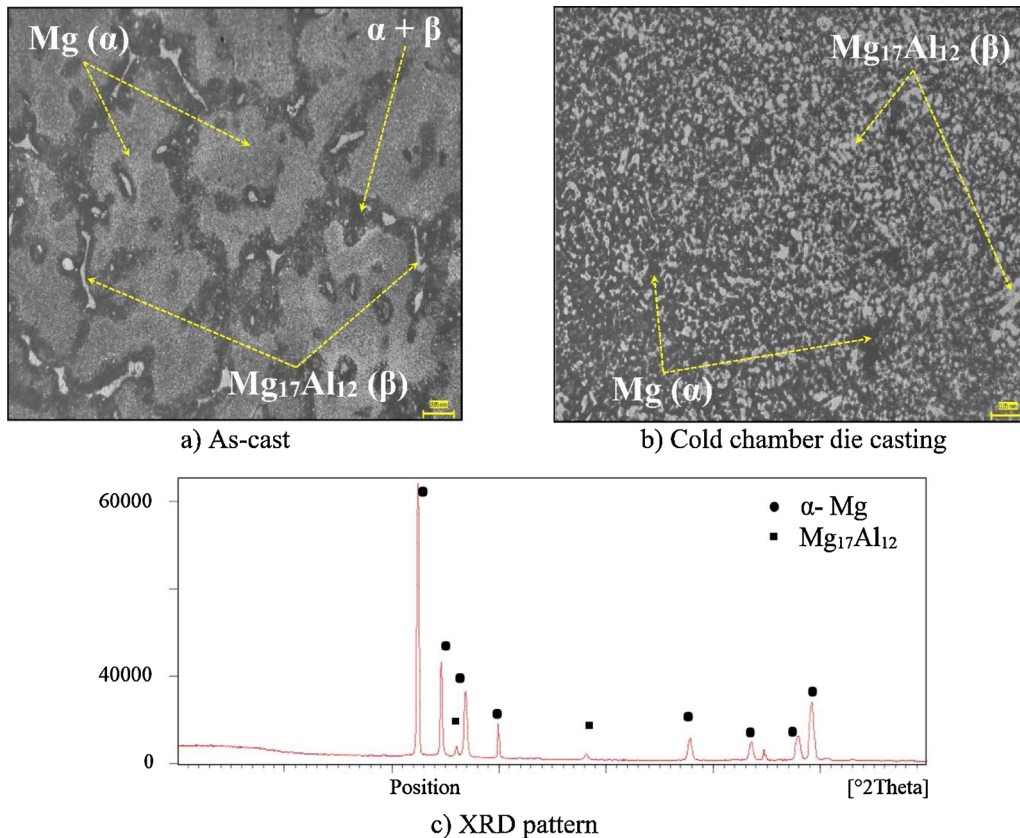 Mg (α)
α + β
Mg₁₇Al₁₂ (β)
a) As-cast
Mg₁₇Al₁₂ (β)
Mg (α)
b) Cold chamber die casting
60000
40000
0
α- Mg
Mg₁₇Al₁₂
Position
[°2Theta]
c) XRD pattern